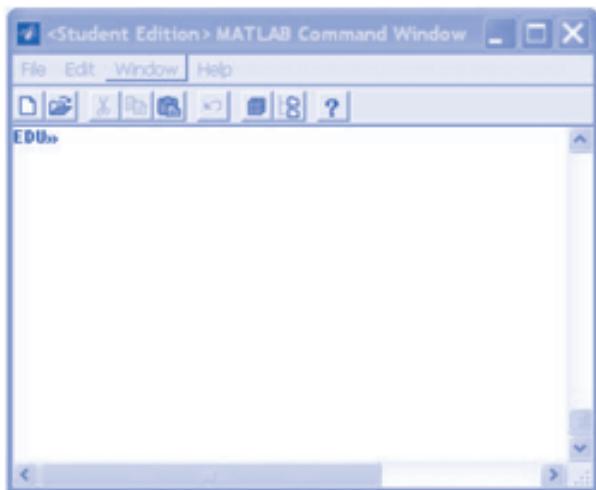 <Student Edition> MATLAB Command Window
File Edit Window Help
?
EDU»